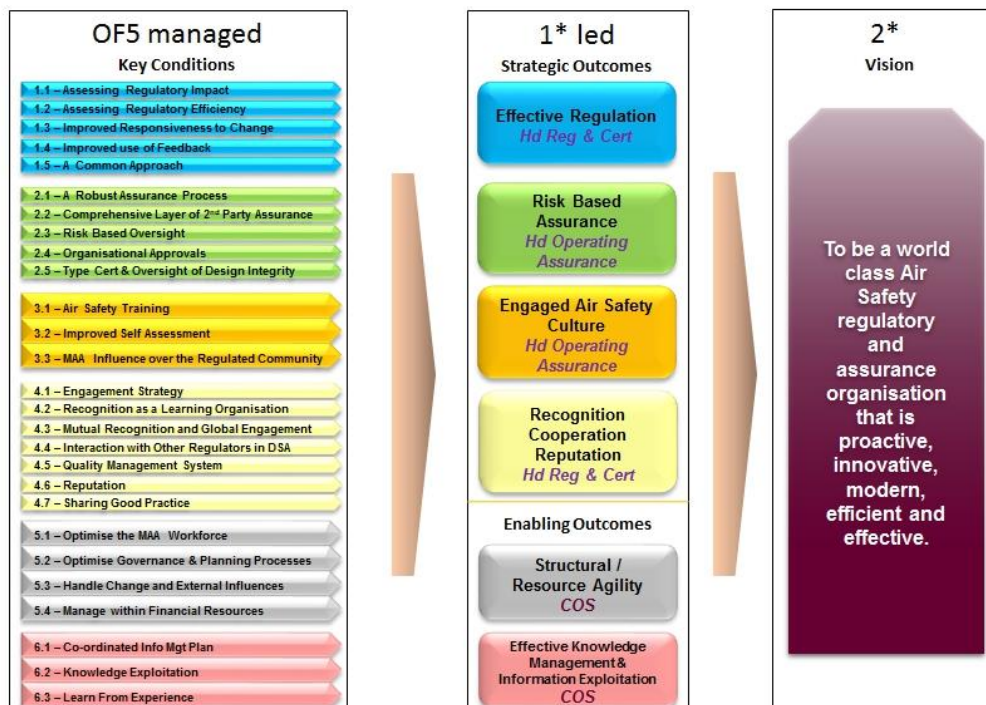 OF5 managed
Key Conditions
1.1 – Assessing Regulatory Impact
1.2 – Assessing Regulatory Efficiency
1.3 – Improved Responsiveness to Change
1.4 – Improved use of Feedback
1.5 – A Common Approach
2.1 – A Robust Assurance Process
2.2 – Comprehensive Layer of 2nd Party Assurance
2.3 – Risk Based Oversight
2.4 – Organisational Approvals
2.5 – Type Cert & Oversight of Design Integrity
3.1 – Air Safety Training
3.2 – Improved Self Assessment
3.3 – MAA Influence over the Regulated Community
4.1 – Engagement Strategy
4.2 – Recognition as a Learning Organisation
4.3 – Mutual Recognition and Global Engagement
4.4 – Interaction with Other Regulators in DSA
4.5 – Quality Management System
4.6 – Reputation
4.7 – Sharing Good Practice
5.1 – Optimise the MAA Workforce
5.2 – Optimise Governance & Planning Processes
5.3 – Handle Change and External Influences
5.4 – Manage within Financial Resources
6.1 – Co-ordinated Info Mgt Plan
6.2 – Knowledge Exploitation
6.3 – Learn From Experience
1* led
Strategic Outcomes
Effective Regulation
Hd Reg & Cert
Risk Based
Assurance
Hd Operating
Assurance
Engaged Air Safety
Culture
Hd Operating
Assurance
Recognition
Cooperation
Reputation
Hd Reg & Cert
Enabling Outcomes
Structural /
Resource Agility
COS
Effective Knowledge
Management &
Information Exploitation
COS
2*
Vision
To be a world
class Air
Safety
regulatory
and
assurance
organisation
that is
proactive,
innovative,
modern,
efficient and
effective.